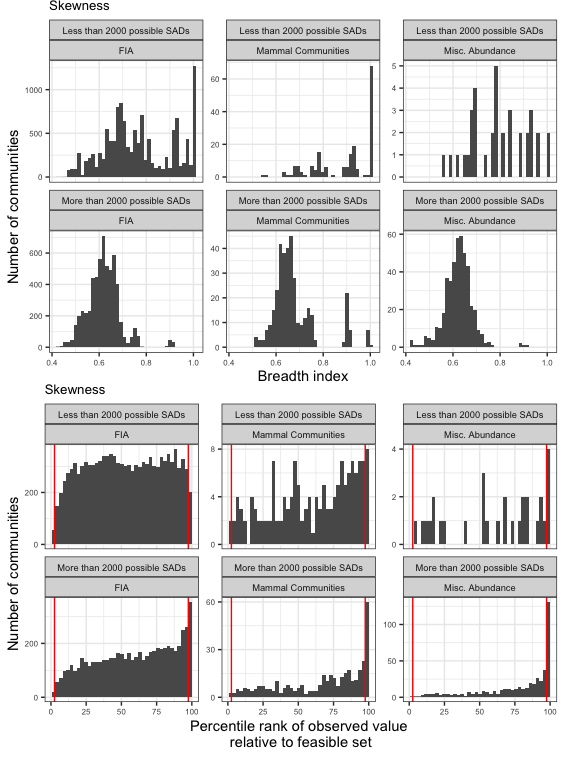 Skewness
Less than 2000 possible SADs Less than 2000 possible SADs Less than 2000 possible SADs
FIA Mammal Communities Misc. Abundance
1000
500
0
60
40
20
0
5
4
3
2
1
0
Number of communities
More than 2000 possible SADs More than 2000 possible SADs More than 2000 possible SADs
FIA Mammal Communities Misc. Abundance
600
400
200
0
40
30
20
10
0
60
40
20
0
0.4 0.6 0.8 1.0 0.4 0.6 0.8 1.0 0.4 0.6 0.8 1.0
Breadth index
Skewness
Less than 2000 possible SADs Less than 2000 possible SADs Less than 2000 possible SADs
FIA Mammal Communities Misc. Abundance
200
0
8
6
4
2
0
4
2
0
Number of communities
More than 2000 possible SADs More than 2000 possible SADs More than 2000 possible SADs
FIA Mammal Communities Misc. Abundance
200
0
60
30
0
100
50
0
0 25 50 75 100 0 25 50 75 100 0 25 50 75 100
Percentile rank of observed value
relative to feasible set